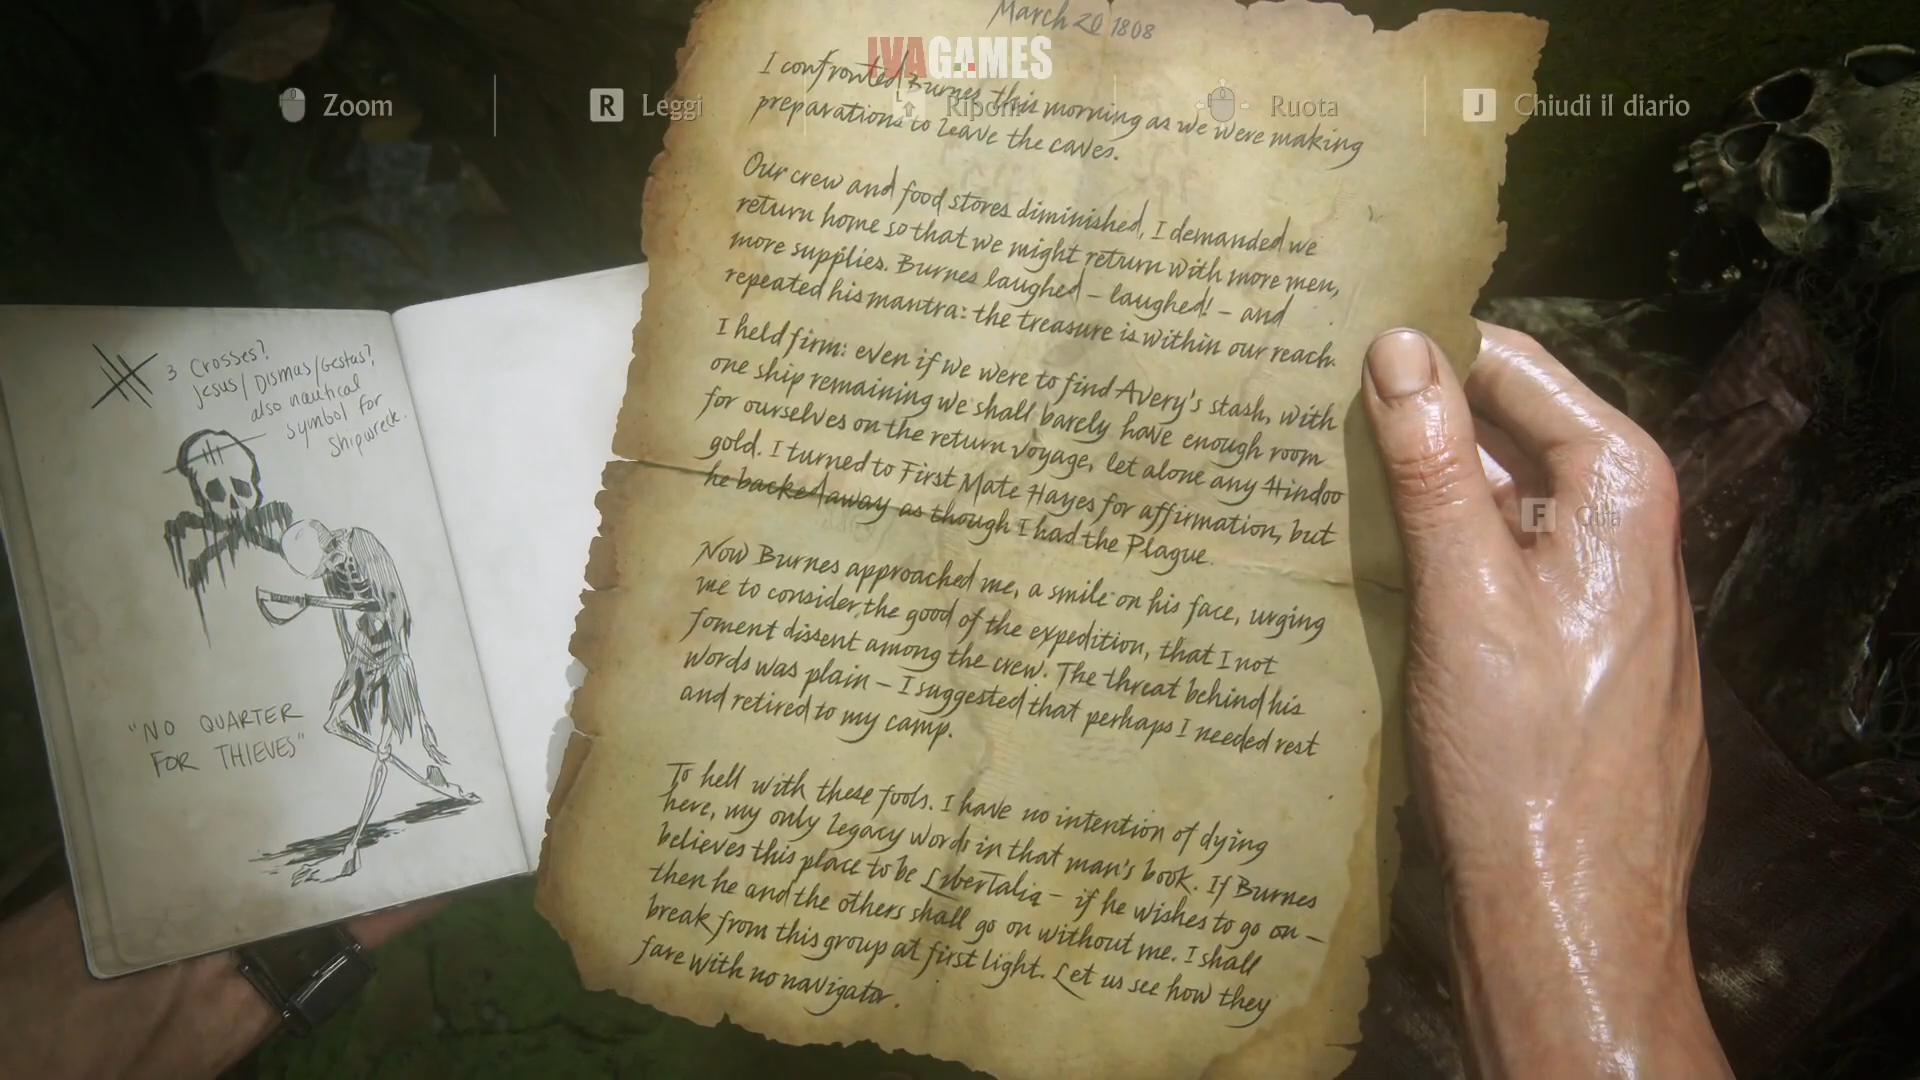 March 20 1808
IVAGAMES
Zoom
R Leggi
Riponi
Ruota
J Chiudi il diario
I confronted Burnes this morning as we were making
preparations to leave the caves.
Our crew and food stores diminished, I demanded we
return home so that we might return with more men,
more supplies. Burnes laughed – laughed! – and
repeated his mantra: the treasure is within our reach.
I held firm: even if we were to find Avery's stash, with
one ship remaining we shall barely have enough room
for ourselves on the return voyage, let alone any Hindoo
gold. I turned to First Mate Hayes for affirmation, but
he backed away as though I had the Plague.
Now Burnes approached me, a smile on his face, urging
me to consider the good of the expedition, that I not
foment dissent among the crew. The threat behind his
words was plain – I suggested that perhaps I needed rest
and retired to my camp.
To hell with these fools. I have no intention of dying
here, my only legacy words in that man's book. If Burnes
believes this place to be Libertalia – if he wishes to go on –
then he and the others shall go on without me. I shall
break from this group at first light. Let us see how they
fare with no navigator.
3 Crosses?
Jesus/Dismas/Gestas?
also nautical
symbol for
shipwreck.
"NO QUARTER
FOR THIEVES"
F